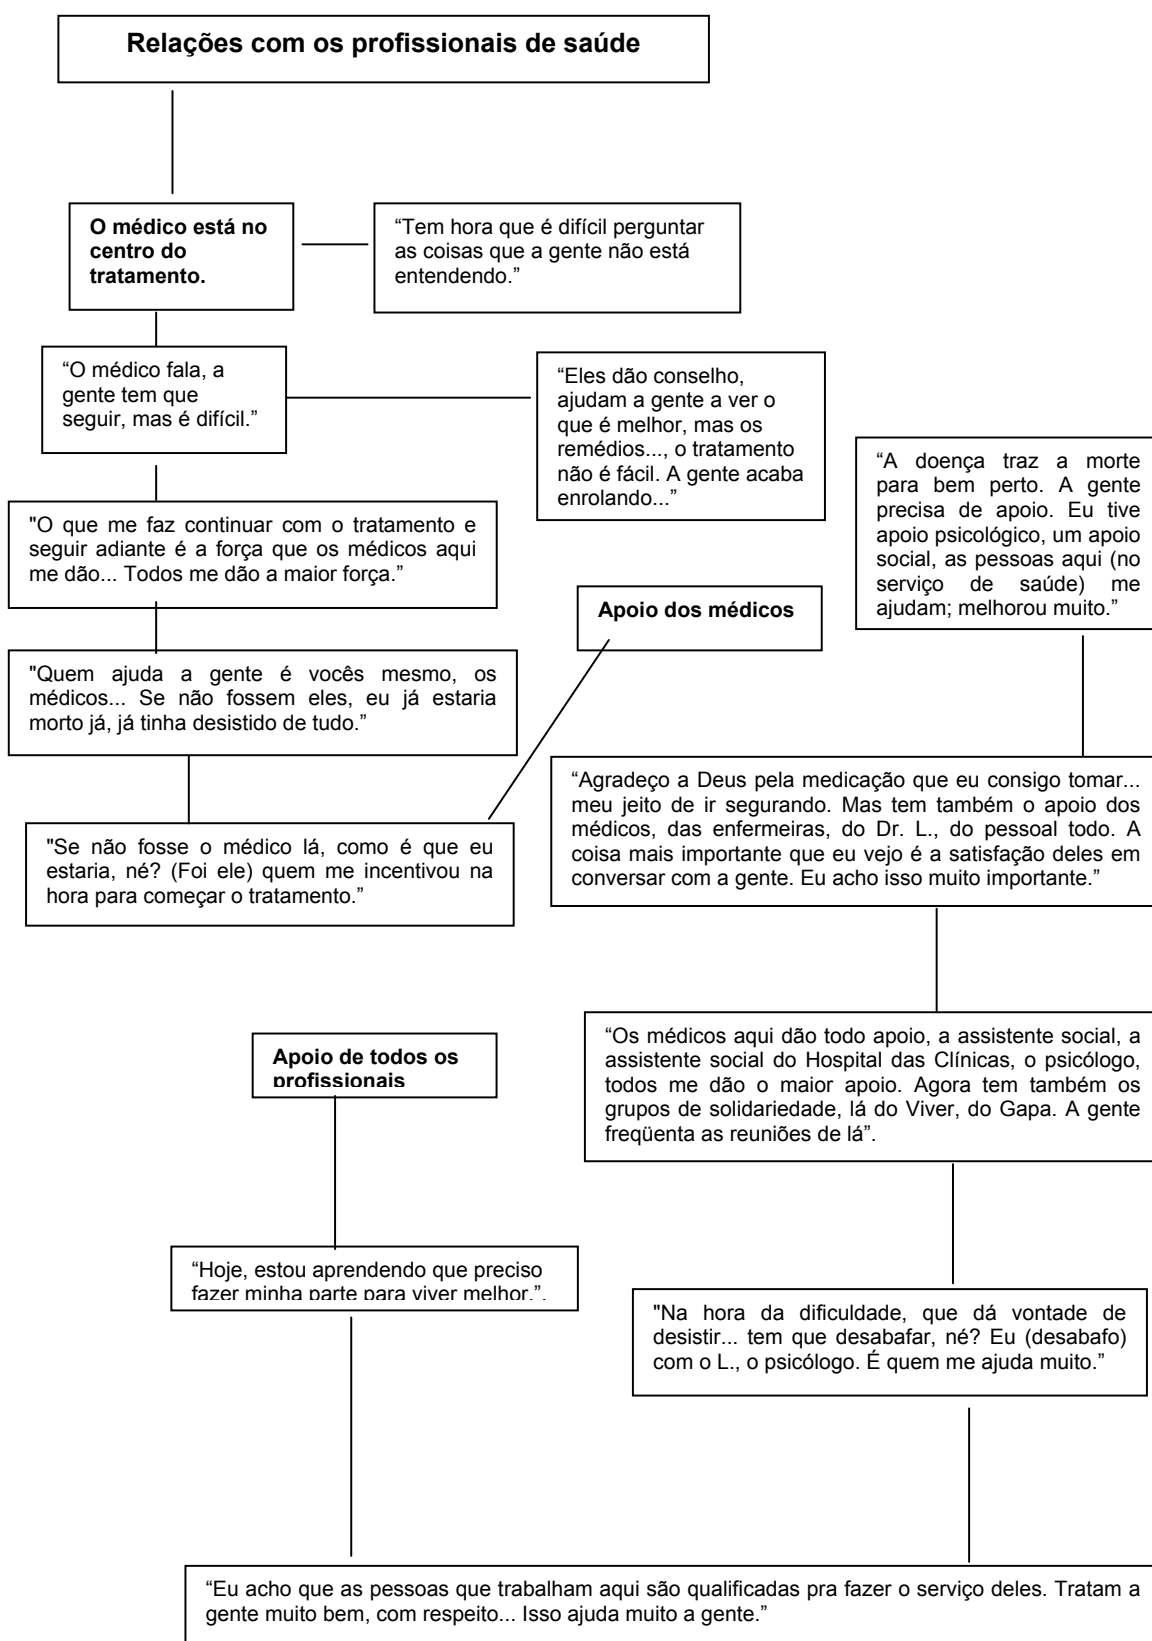 Relações com os profissionais de saúde
O médico está no
centro do
tratamento.
“Tem hora que é difícil perguntar
as coisas que a gente não está
entendendo.”
“O médico fala, a
gente tem que
seguir, mas é difícil.”
“Eles dão conselho,
ajudam a gente a ver o
que é melhor, mas os
remédios..., o tratamento
não é fácil. A gente acaba
enrolando...”
“A doença traz a morte
para bem perto. A gente
precisa de apoio. Eu tive
apoio psicológico, um apoio
social, as pessoas aqui (no
serviço de saúde) me
ajudam; melhorou muito.”
"O que me faz continuar com o tratamento e
seguir adiante é a força que os médicos aqui
me dão... Todos me dão a maior força.”
Apoio dos médicos
"Quem ajuda a gente é vocês mesmo, os
médicos... Se não fossem eles, eu já estaria
morto já, já tinha desistido de tudo.”
“Agradeço a Deus pela medicação que eu consigo tomar...
meu jeito de ir segurando. Mas tem também o apoio dos
médicos, das enfermeiras, do Dr. L., do pessoal todo. A
coisa mais importante que eu vejo é a satisfação deles em
conversar com a gente. Eu acho isso muito importante.”
"Se não fosse o médico lá, como é que eu
estaria, né? (Foi ele) quem me incentivou na
hora para começar o tratamento.”
“Os médicos aqui dão todo apoio, a assistente social, a
assistente social do Hospital das Clínicas, o psicólogo,
todos me dão o maior apoio. Agora tem também os
grupos de solidariedade, lá do Viver, do Gapa. A gente
freqüenta as reuniões de lá”.
Apoio de todos os
profissionais
“Hoje, estou aprendendo que preciso
fazer minha parte para viver melhor.”.
"Na hora da dificuldade, que dá vontade de
desistir... tem que desabafar, né? Eu (desabafo)
com o L., o psicólogo. É quem me ajuda muito.”
“Eu acho que as pessoas que trabalham aqui são qualificadas pra fazer o serviço deles. Tratam a
gente muito bem, com respeito... Isso ajuda muito a gente.”